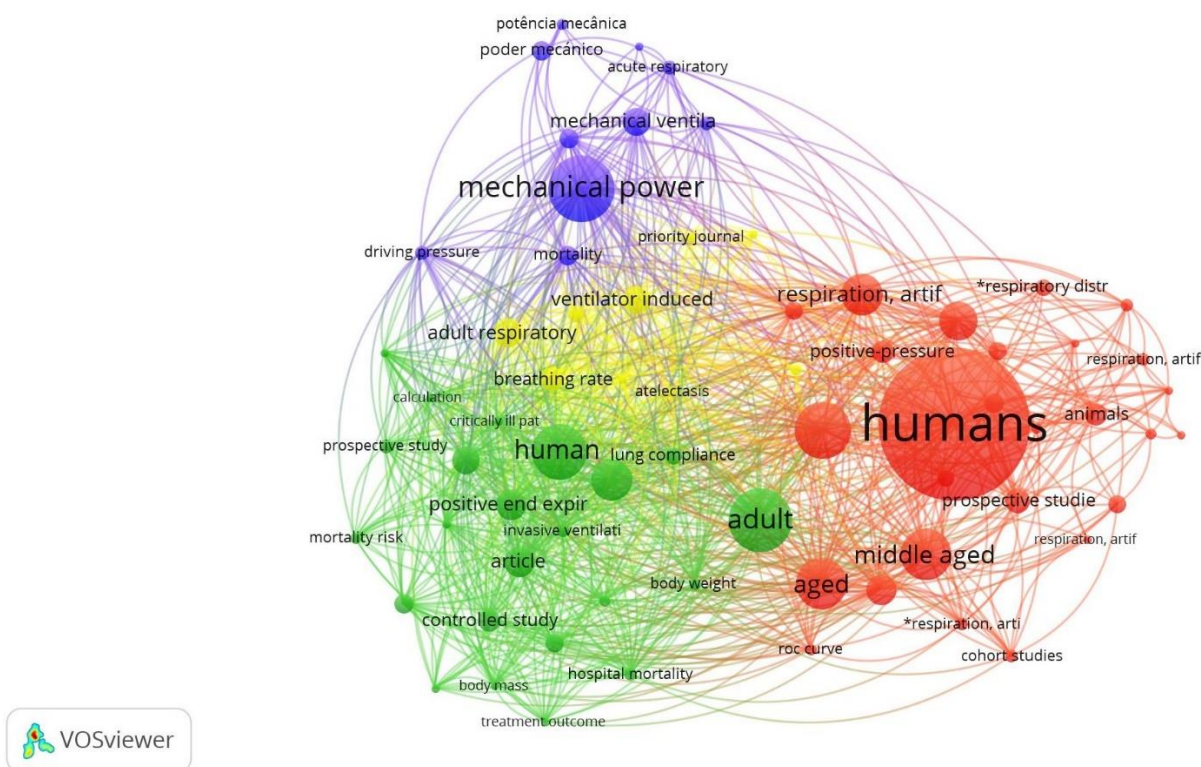 potência mecânica
poder mecánico
acute respiratory
mechanical ventila
mechanical power
priority journal
driving pressure
mortality
ventilator induced
respiration, artif
*respiratory distr
adult respiratory
positive-pressure
respiration, artif
breathing rate
atelectasis
calculation
critically ill pat
humans
animals
prospective study
human
lung compliance
positive end expir
prospective studie
adult
mortality risk
invasive ventilati
respiration, artif
article
middle aged
body weight
aged
controlled study
*respiration, arti
roc curve
cohort studies
hospital mortality
body mass
treatment outcome
VOSviewer